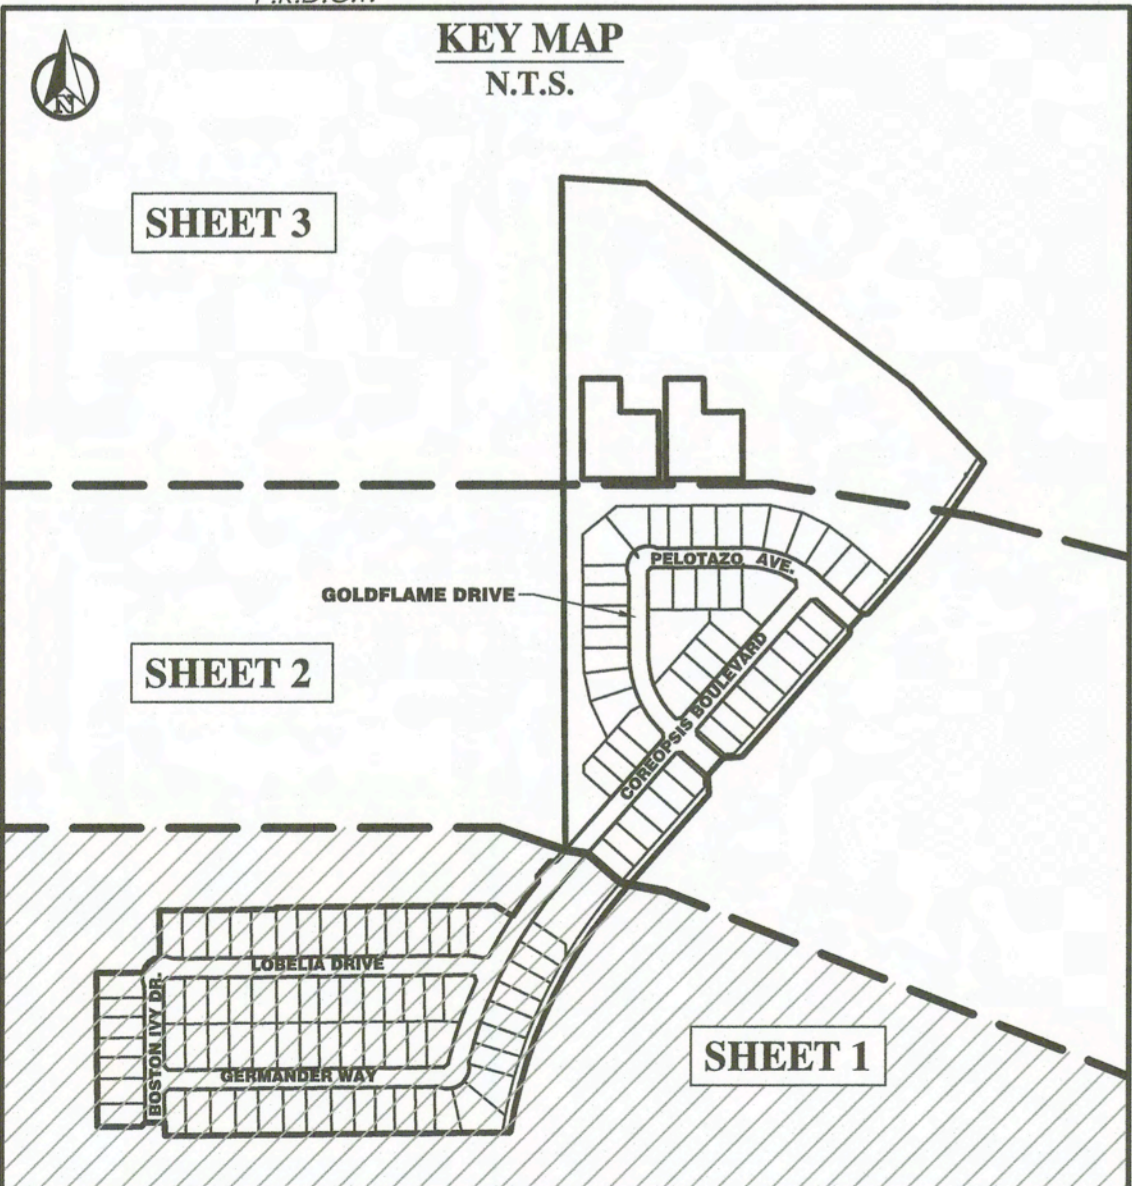 KEY MAP
N.T.S.
N
SHEET 3
PELOTAZO AVE.
GOLDFLAME DRIVE
SHEET 2
COREOPSIS BOULEVARD
LOBELIA DRIVE
BOSTON IVY DR.
SHEET 1
GERMANDER WAY